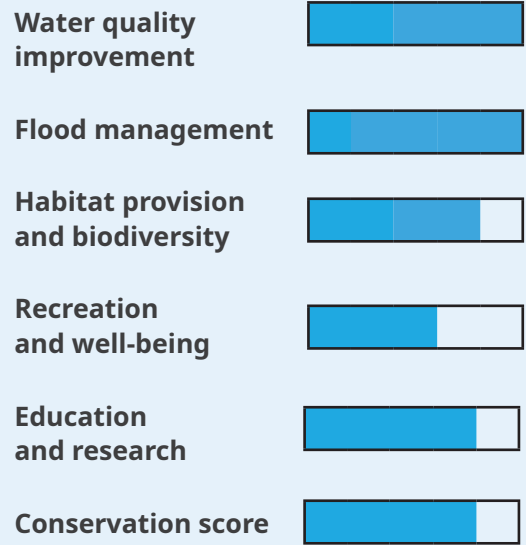 Water quality
improvement
Flood management
Habitat provision
and biodiversity
Recreation
and well-being
Education
and research
Conservation score